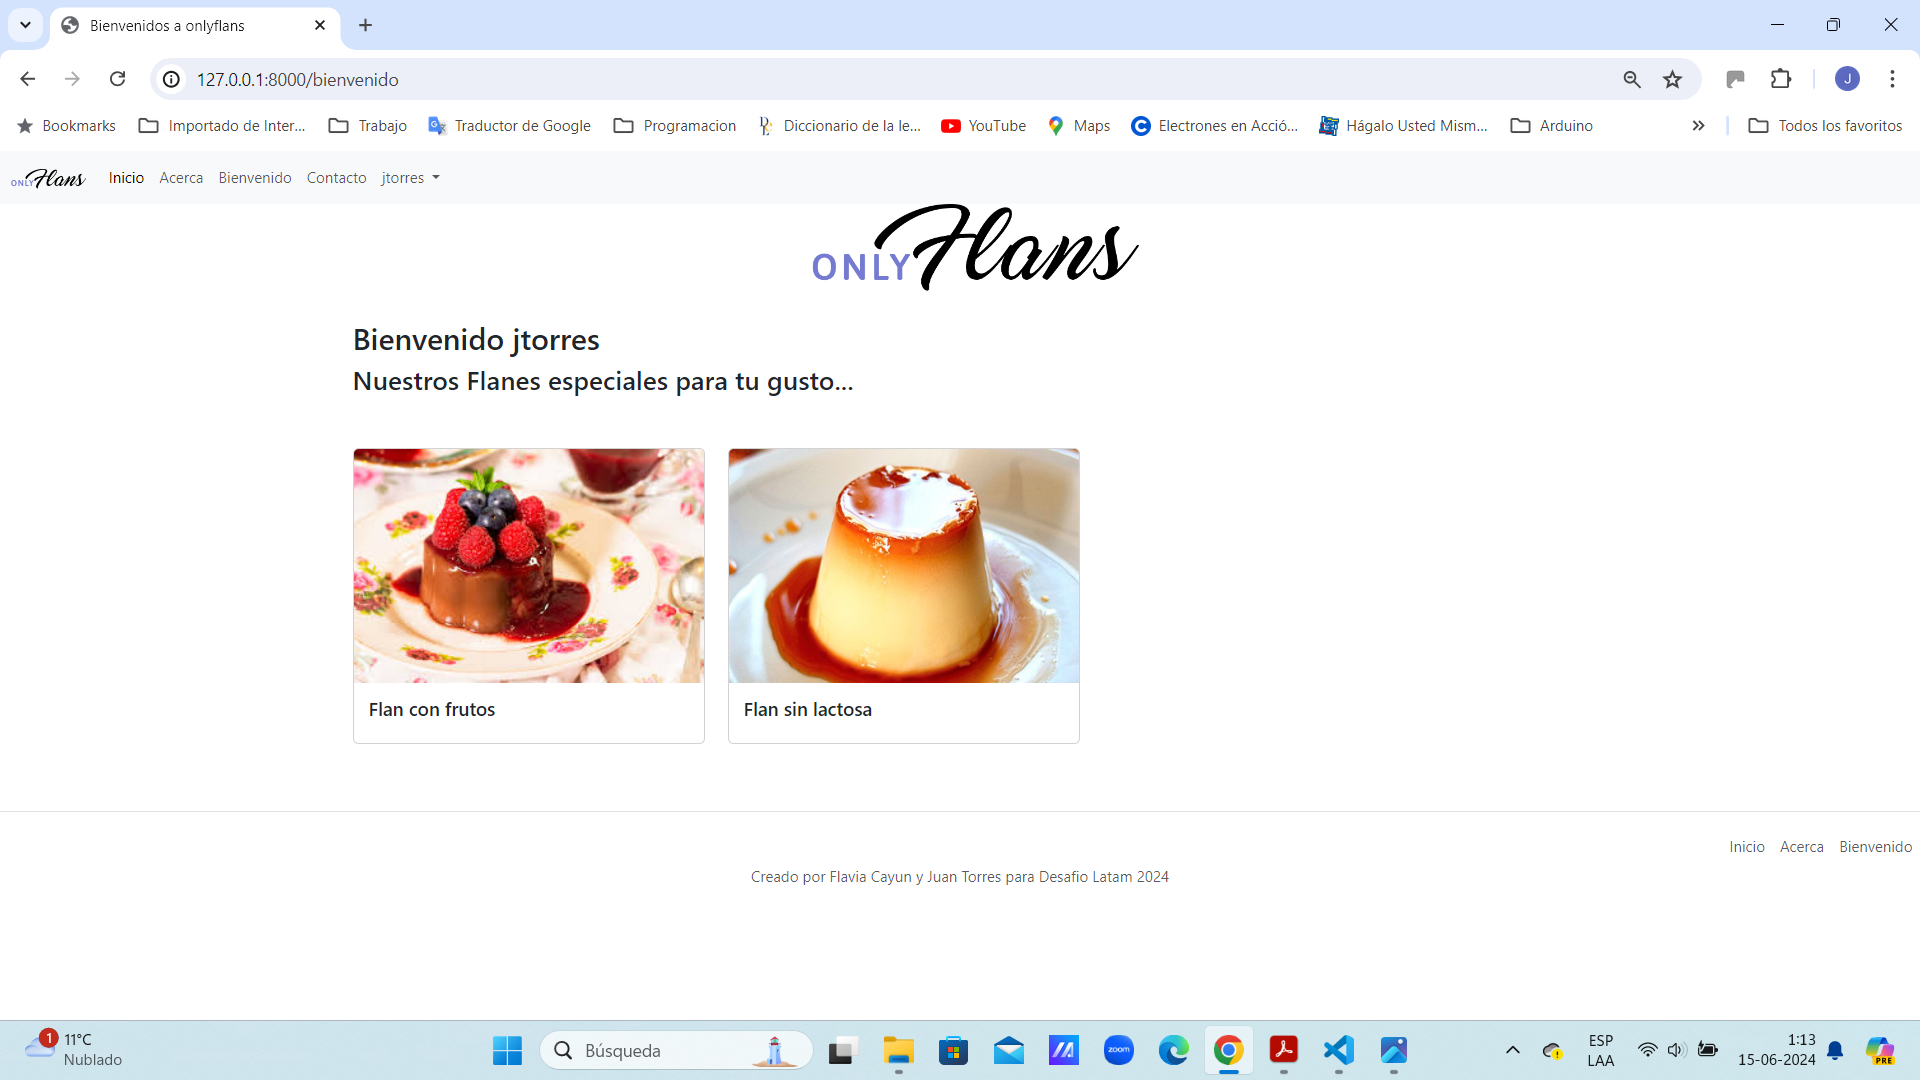 Bienvenidos a onlyflans
127.0.0.1:8000/bienvenido
J
Bookmarks Importado de Inter... Trabajo Traductor de Google Programacion Diccionario de la le... YouTube Maps Electrones en Acció... Hágalo Usted Mism... Arduino » Todos los favoritos
ONLY Flans Inicio Acerca Bienvenido Contacto jtorres
ONLY Flans
Bienvenido jtorres
Nuestros Flanes especiales para tu gusto...
Flan con frutos Flan sin lactosa
Inicio Acerca Bienvenido
Creado por Flavia Cayun y Juan Torres para Desafio Latam 2024
1 11°C
Nublado
Búsqueda
zoom
ESP
LAA
1:13
15-06-2024
PRE